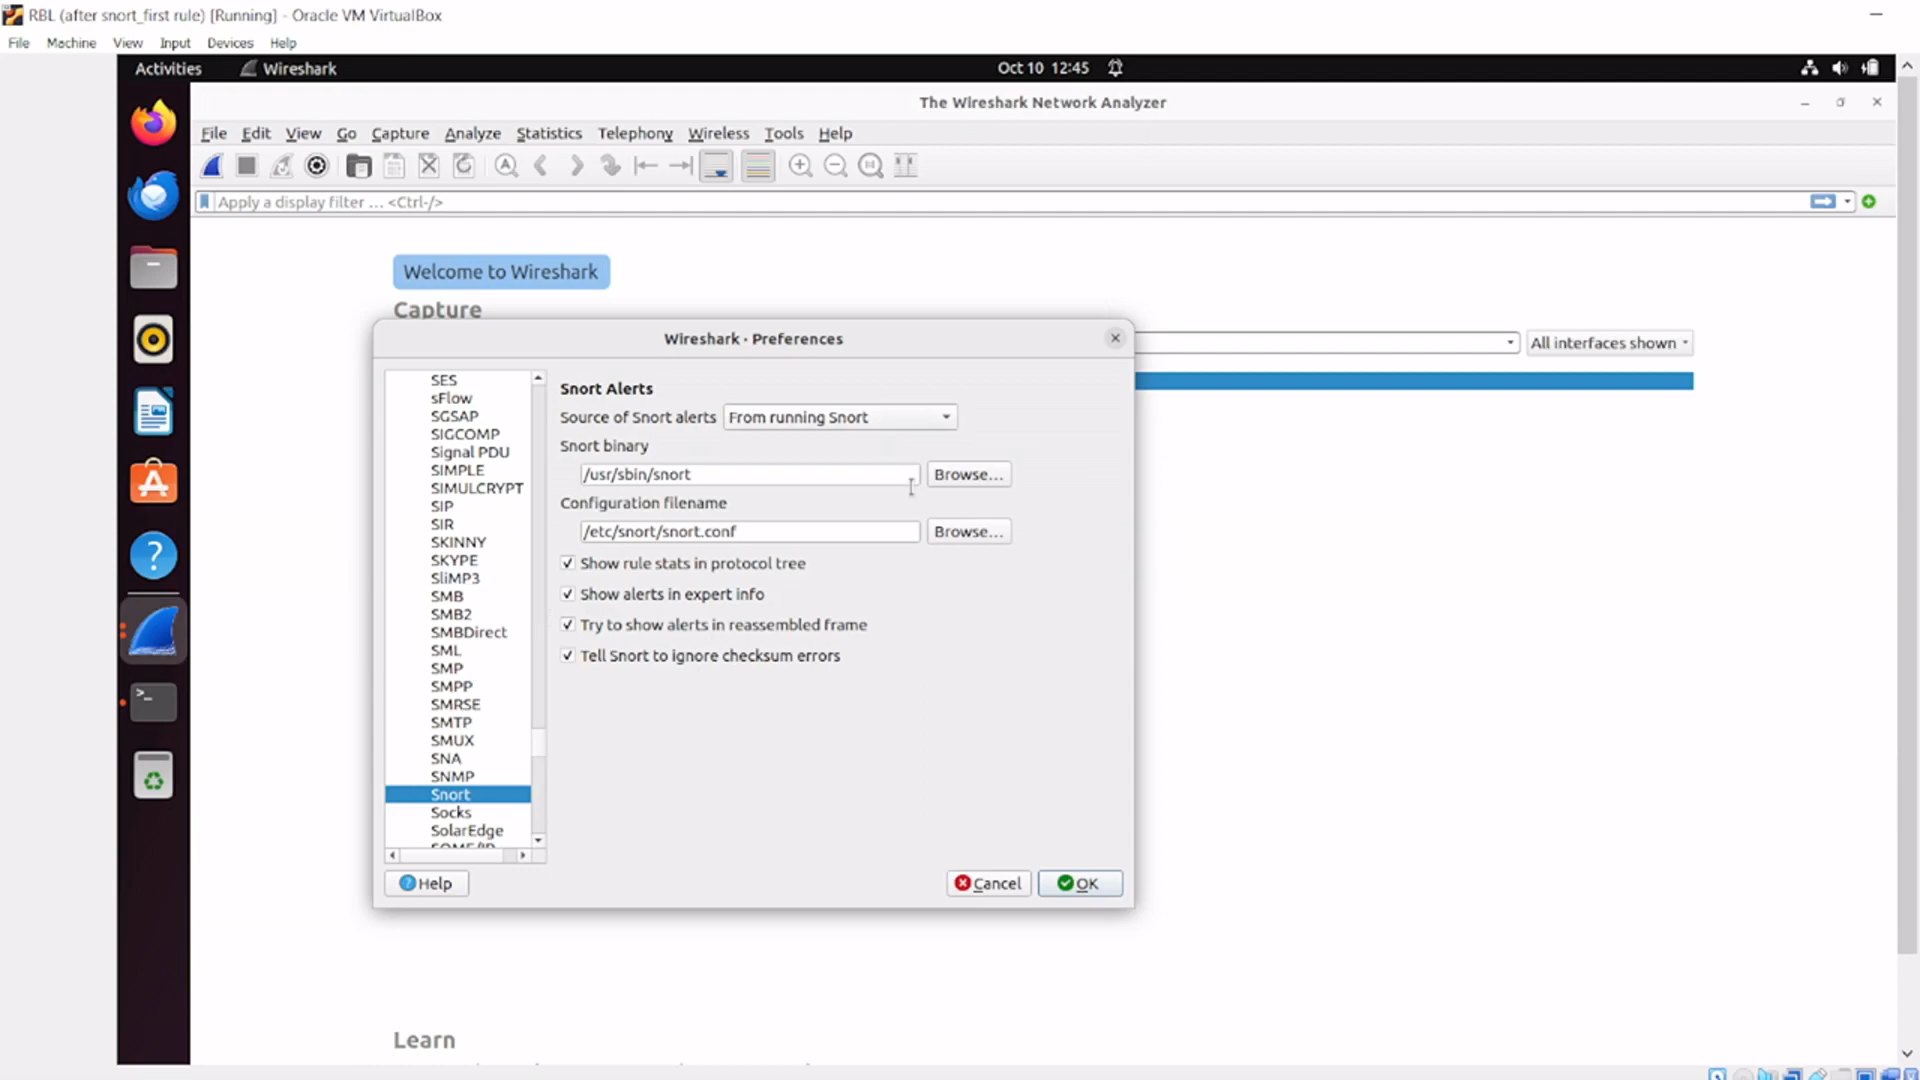 RBL (after snort_first rule) [Running] - Oracle VM VirtualBox
File Machine View Input Devices Help
Activities Wireshark Oct 10 12:45
The Wireshark Network Analyzer
File Edit View Go Capture Analyze Statistics Telephony Wireless Tools Help
Apply a display filter ... <Ctrl-/>
Welcome to Wireshark
Capture
All interfaces shown
Wireshark · Preferences
SES
sFlow
SGSAP
SIGCOMP
Signal PDU
SIMPLE
SIMULCRYPT
SIP
SIR
SKINNY
SKYPE
SliMP3
SMB
SMB2
SMBDirect
SML
SMP
SMPP
SMRSE
SMTP
SMUX
SNA
SNMP
Snort
Socks
SolarEdge
SOME/IP
Snort Alerts
Source of Snort alerts From running Snort
Snort binary
/usr/sbin/snort Browse...
Configuration filename
/etc/snort/snort.conf Browse...
Show rule stats in protocol tree
Show alerts in expert info
Try to show alerts in reassembled frame
Tell Snort to ignore checksum errors
Help Cancel OK
Learn